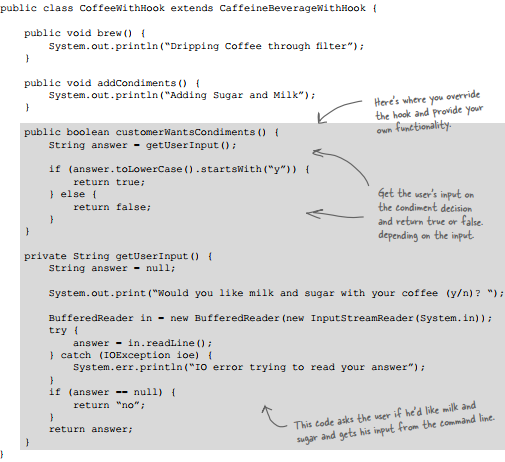 public class CoffeeWithHook extends CaffeineBeverageWithHook {
public void brew() {
System.out.println(“Dripping Coffee through filter”);
}
public void addCondiments() {
System.out.println(“Adding Sugar and Milk”);
}
Here's where you override
the hook and provide your
own functionality.
public boolean customerWantsCondiments() {
String answer = getUserInput();
if (answer.toLowerCase().startsWith(“y”)) {
return true;
} else {
return false;
}
}
Get the user's input on
the condiment decision
and return true or false.
depending on the input.
private String getUserInput() {
String answer = null;
System.out.print(“Would you like milk and sugar with your coffee (y/n)? “);
BufferedReader in = new BufferedReader(new InputStreamReader(System.in));
try {
answer = in.readLine();
} catch (IOException ioe) {
System.err.println(“IO error trying to read your answer”);
}
if (answer == null) {
return “no”;
}
return answer;
}
}
This code asks the user if he'd like milk and
sugar and gets his input from the command line.